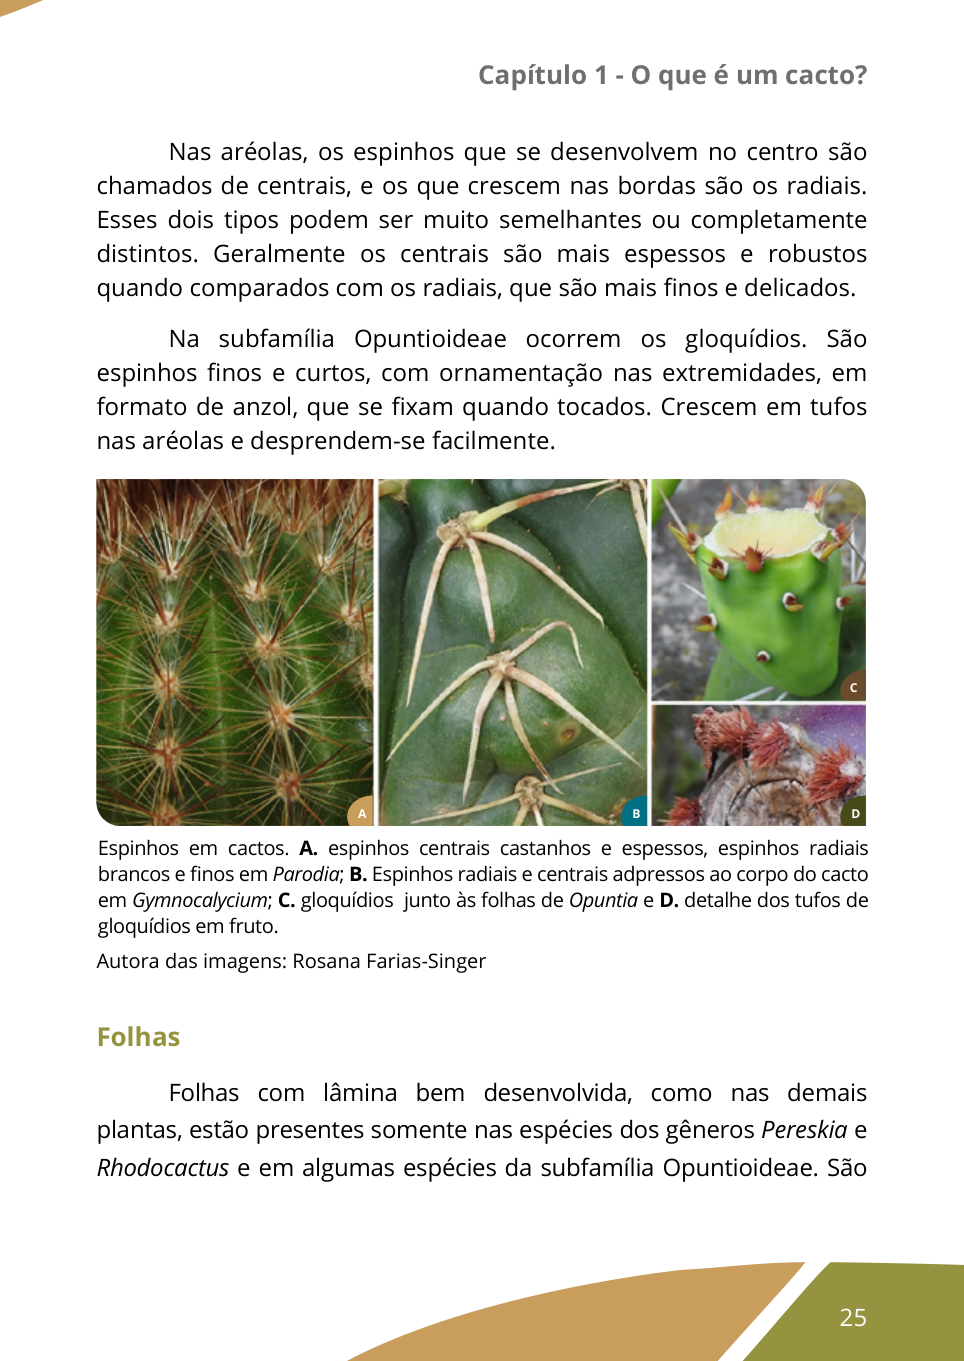 Capítulo 1 - O que é um cacto?
Nas aréolas, os espinhos que se desenvolvem no centro são
chamados de centrais, e os que crescem nas bordas são os radiais.
Esses dois tipos podem ser muito semelhantes ou completamente
distintos. Geralmente os centrais são mais espessos e robustos
quando comparados com os radiais, que são mais finos e delicados.
Na subfamília Opuntioideae ocorrem os gloquídios. São
espinhos finos e curtos, com ornamentação nas extremidades, em
formato de anzol, que se fixam quando tocados. Crescem em tufos
nas aréolas e desprendem-se facilmente.
A
B
C
D
Espinhos em cactos. A. espinhos centrais castanhos e espessos, espinhos radiais
brancos e finos em Parodia; B. Espinhos radiais e centrais adpressos ao corpo do cacto
em Gymnocalycium; C. gloquídios junto às folhas de Opuntia e D. detalhe dos tufos de
gloquídios em fruto.
Autora das imagens: Rosana Farias-Singer
Folhas
Folhas com lâmina bem desenvolvida, como nas demais
plantas, estão presentes somente nas espécies dos gêneros Pereskia e
Rhodocactus e em algumas espécies da subfamília Opuntioideae. São
25